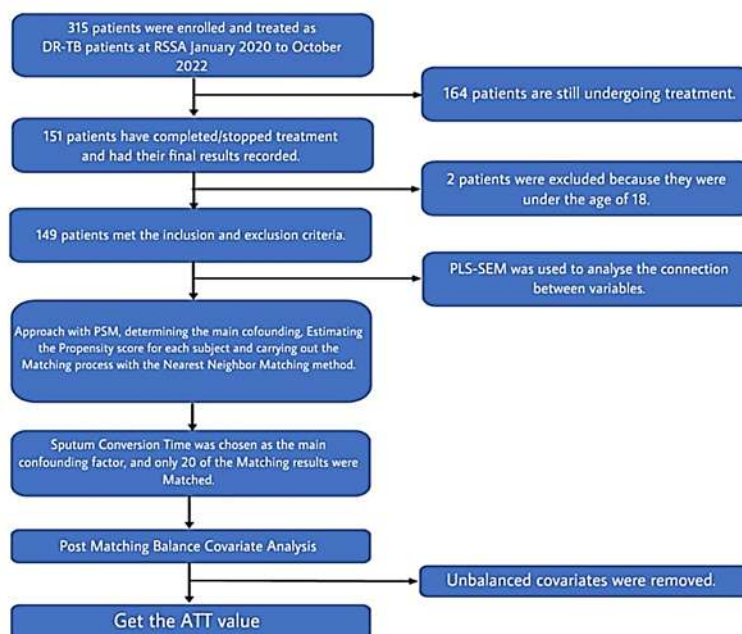 315 patients were enrolled and treated as
DR-TB patients at RSSA January 2020 to October
2022
164 patients are still undergoing treatment.
151 patients have completed/stopped treatment
and had their final results recorded.
2 patients were excluded because they were
under the age of 18.
149 patients met the inclusion and exclusion criteria.
PLS-SEM was used to analyse the connection
between variables.
Approach with PSM, determining the main cofounding, Estimating
the Propensity score for each subject and carrying out the
Matching process with the Nearest Neighbor Matching method.
Sputum Conversion Time was chosen as the main
confounding factor, and only 20 of the Matching results were
Matched.
Post Matching Balance Covariate Analysis
Unbalanced covariates were removed.
Get the ATT value